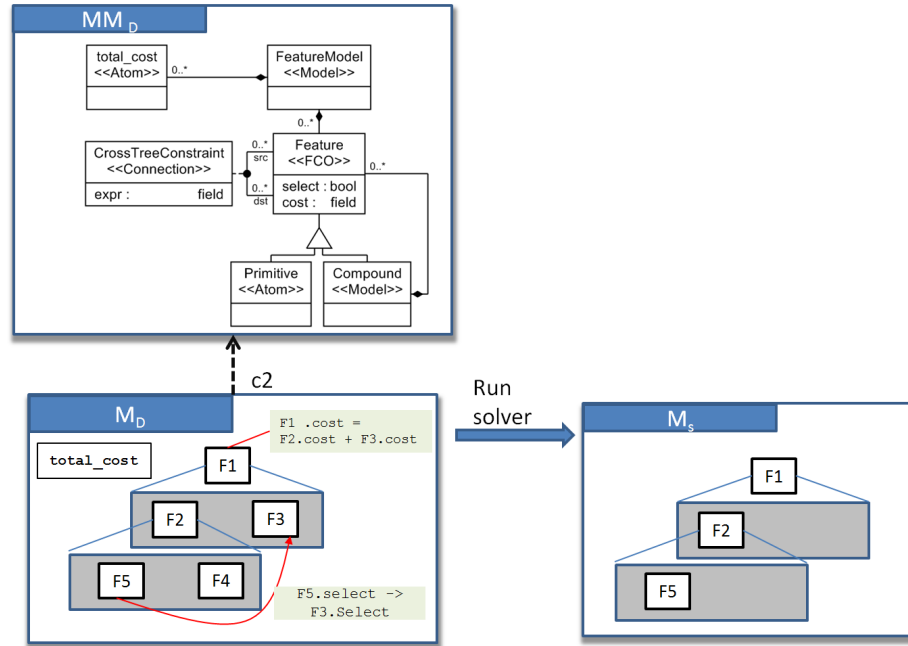 MM D
total_cost
<<Atom>>
0..*
FeatureModel
<<Model>>
0..*
CrossTreeConstraint
<<Connection>>
expr : field
0..*
src
0..*
dst
Feature
<<FCO>>
select : bool
cost : field
0..*
Primitive
<<Atom>>
Compound
<<Model>>
c2
Run
solver
MD
total_cost
F1 .cost =
F2.cost + F3.cost
F1
F2
F3
F5
F4
F5.select ->
F3.Select
Ms
F1
F2
F5